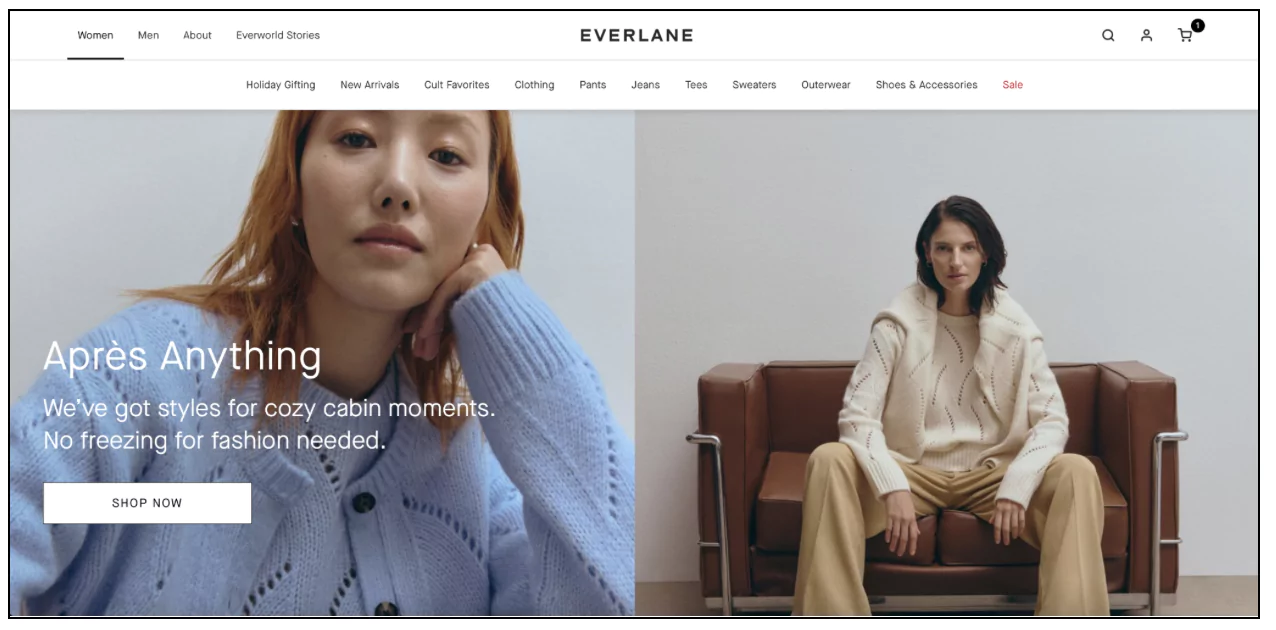 Women Men About Everworld Stories EVERLANE 1
Holiday Gifting New Arrivals Cult Favorites Clothing Pants Jeans Tees Sweaters Outerwear Shoes & Accessories Sale
Après Anything
We've got styles for cozy cabin moments.
No freezing for fashion needed.
SHOP NOW